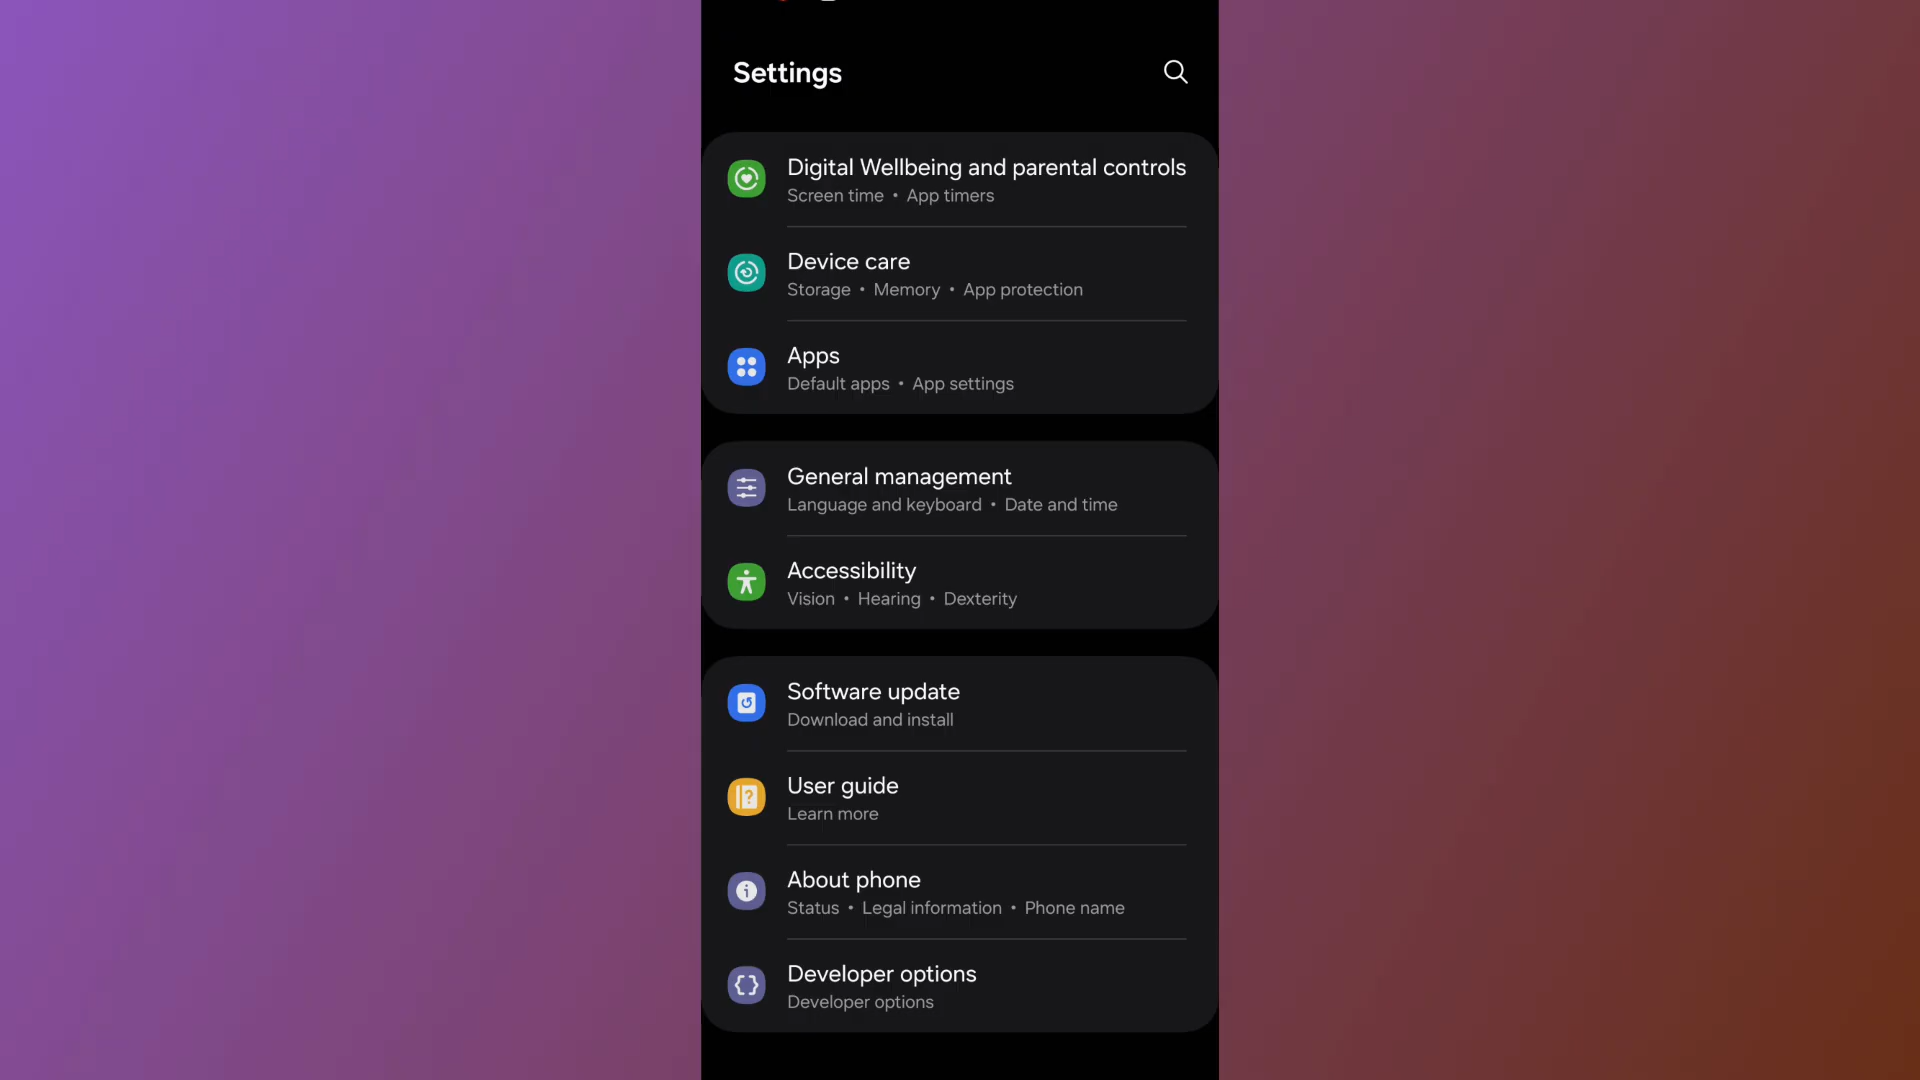 Settings
Digital Wellbeing and parental controls
Screen time • App timers
Device care
Storage • Memory • App protection
Apps
Default apps • App settings
General management
Language and keyboard • Date and time
Accessibility
Vision • Hearing • Dexterity
Software update
Download and install
User guide
Learn more
About phone
Status • Legal information • Phone name
Developer options
Developer options